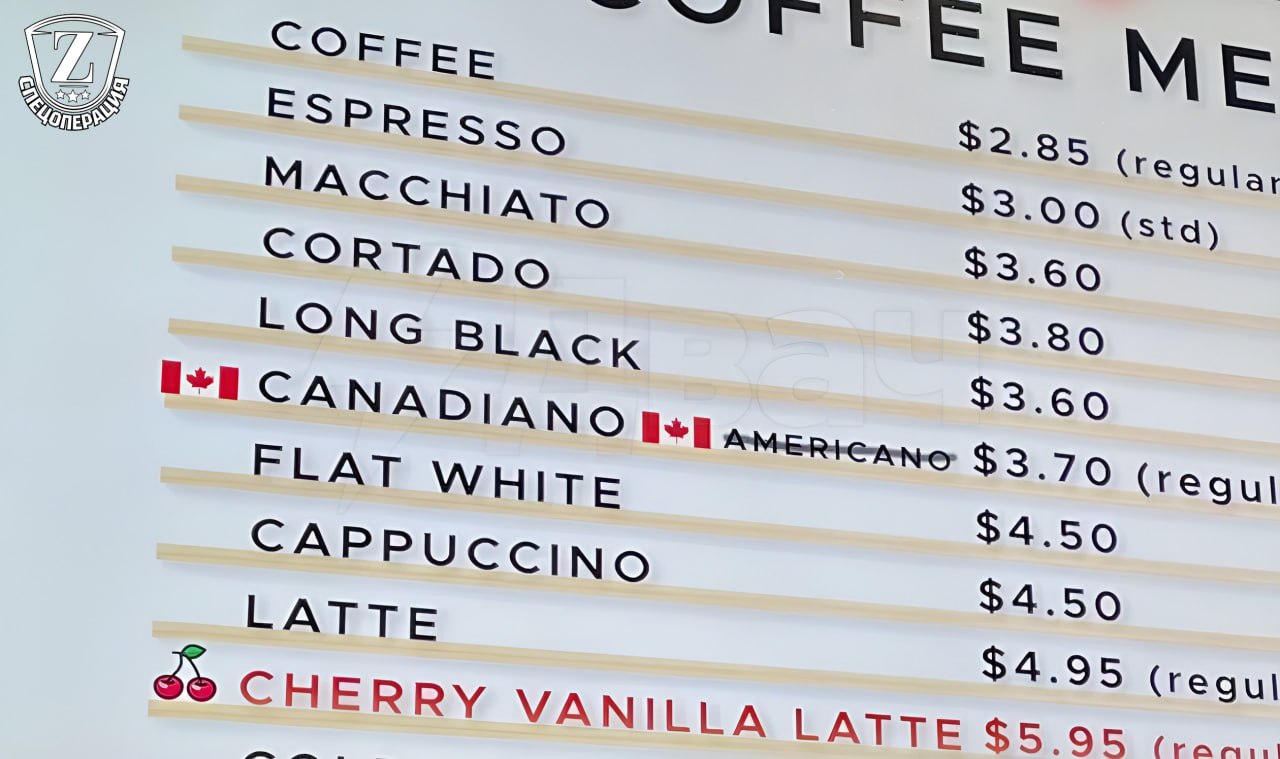 Z
СПЕЦОПЕРАЦИЯ
COFFEE ME
COFFEE $2.85 (regular
ESPRESSO $3.00 (std)
MACCHIATO $3.60
CORTADO $3.80
LONG BLACK $3.60
CANADIANO AMERICANO $3.70 (regul
FLAT WHITE $4.50
CAPPUCCINO $4.50
LATTE $4.95 (regul
CHERRY VANILLA LATTE $5.95 (regu